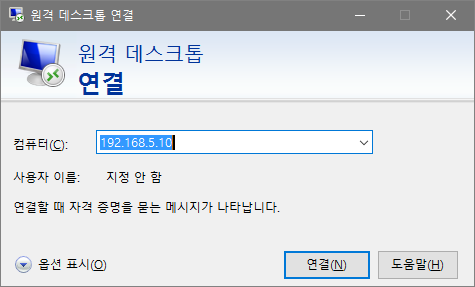 원격 데스크톱 연결
원격 데스크톱
연결
컴퓨터(C): 192.168.5.10
사용자 이름: 지정 안 함
연결할 때 자격 증명을 묻는 메시지가 나타납니다.
옵션 표시(O) 연결(N) 도움말(H)